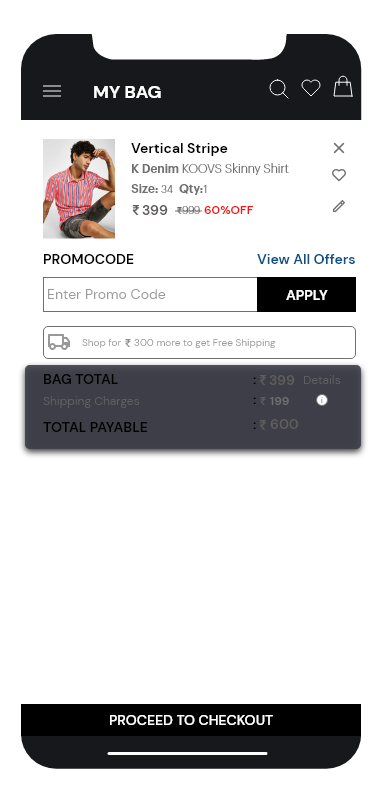 MY BAG
Vertical Stripe
K Denim KOOVS Skinny Shirt
Size: 34 Qty:1
₹ 399 ₹999 60%OFF
PROMOCODE View All Offers
Enter Promo Code APPLY
Shop for ₹ 300 more to get Free Shipping
BAG TOTAL : ₹ 399 Details
Shipping Charges : ₹ 199
TOTAL PAYABLE : ₹ 600
PROCEED TO CHECKOUT